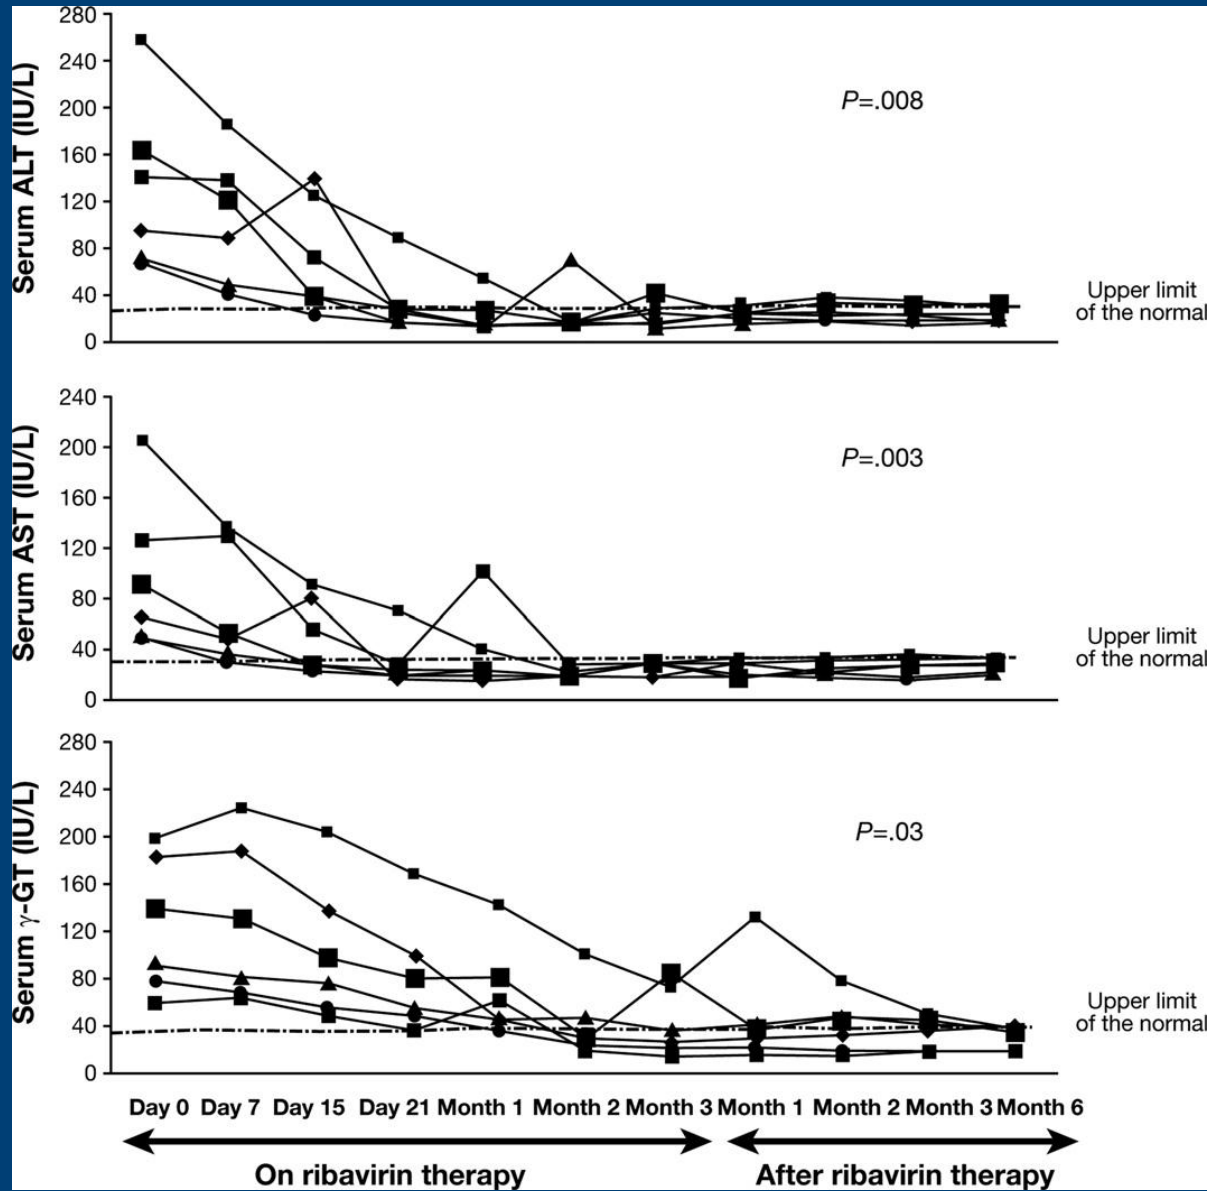 Serum ALT (IU/L)
280
240
200
160
120
80
40
0
P=.008
Upper limit
of the normal
Serum AST (IU/L)
240
200
160
120
80
40
0
P=.003
Upper limit
of the normal
Serum γ-GT (IU/L)
280
240
200
160
120
80
40
0
P=.03
Upper limit
of the normal
Day 0 Day 7 Day 15 Day 21 Month 1 Month 2 Month 3 Month 1 Month 2 Month 3 Month 6
On ribavirin therapy After ribavirin therapy